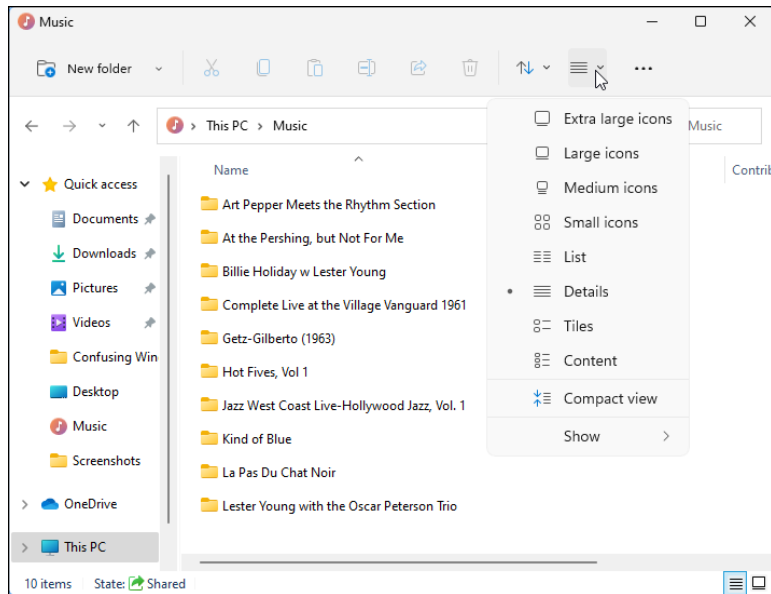 Music
New folder
This PC > Music
Music
Name
Contrib
Quick access
Documents
Downloads
Pictures
Videos
Confusing Win
Desktop
Music
Screenshots
OneDrive
This PC
Art Pepper Meets the Rhythm Section
At the Pershing, but Not For Me
Billie Holiday w Lester Young
Complete Live at the Village Vanguard 1961
Getz-Gilberto (1963)
Hot Fives, Vol 1
Jazz West Coast Live-Hollywood Jazz, Vol. 1
Kind of Blue
La Pas Du Chat Noir
Lester Young with the Oscar Peterson Trio
Extra large icons
Large icons
Medium icons
Small icons
List
Details
Tiles
Content
Compact view
Show
10 items State: Shared